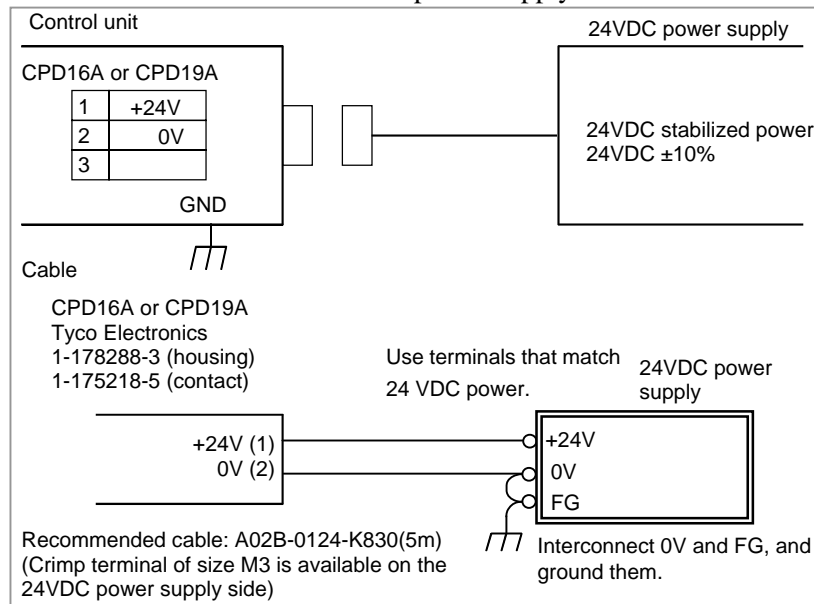 Control unit
24VDC power supply
CPD16A or CPD19A
1 +24V
2 0V
3
24VDC stabilized power
24VDC ±10%
GND
Cable
CPD16A or CPD19A
Tyco Electronics
1-178288-3 (housing)
1-175218-5 (contact)
Use terminals that match
24 VDC power.
24VDC power
supply
+24V (1)
0V (2)
+24V
0V
FG
Recommended cable: A02B-0124-K830(5m)
(Crimp terminal of size M3 is available on the
24VDC power supply side)
Interconnect 0V and FG, and
ground them.